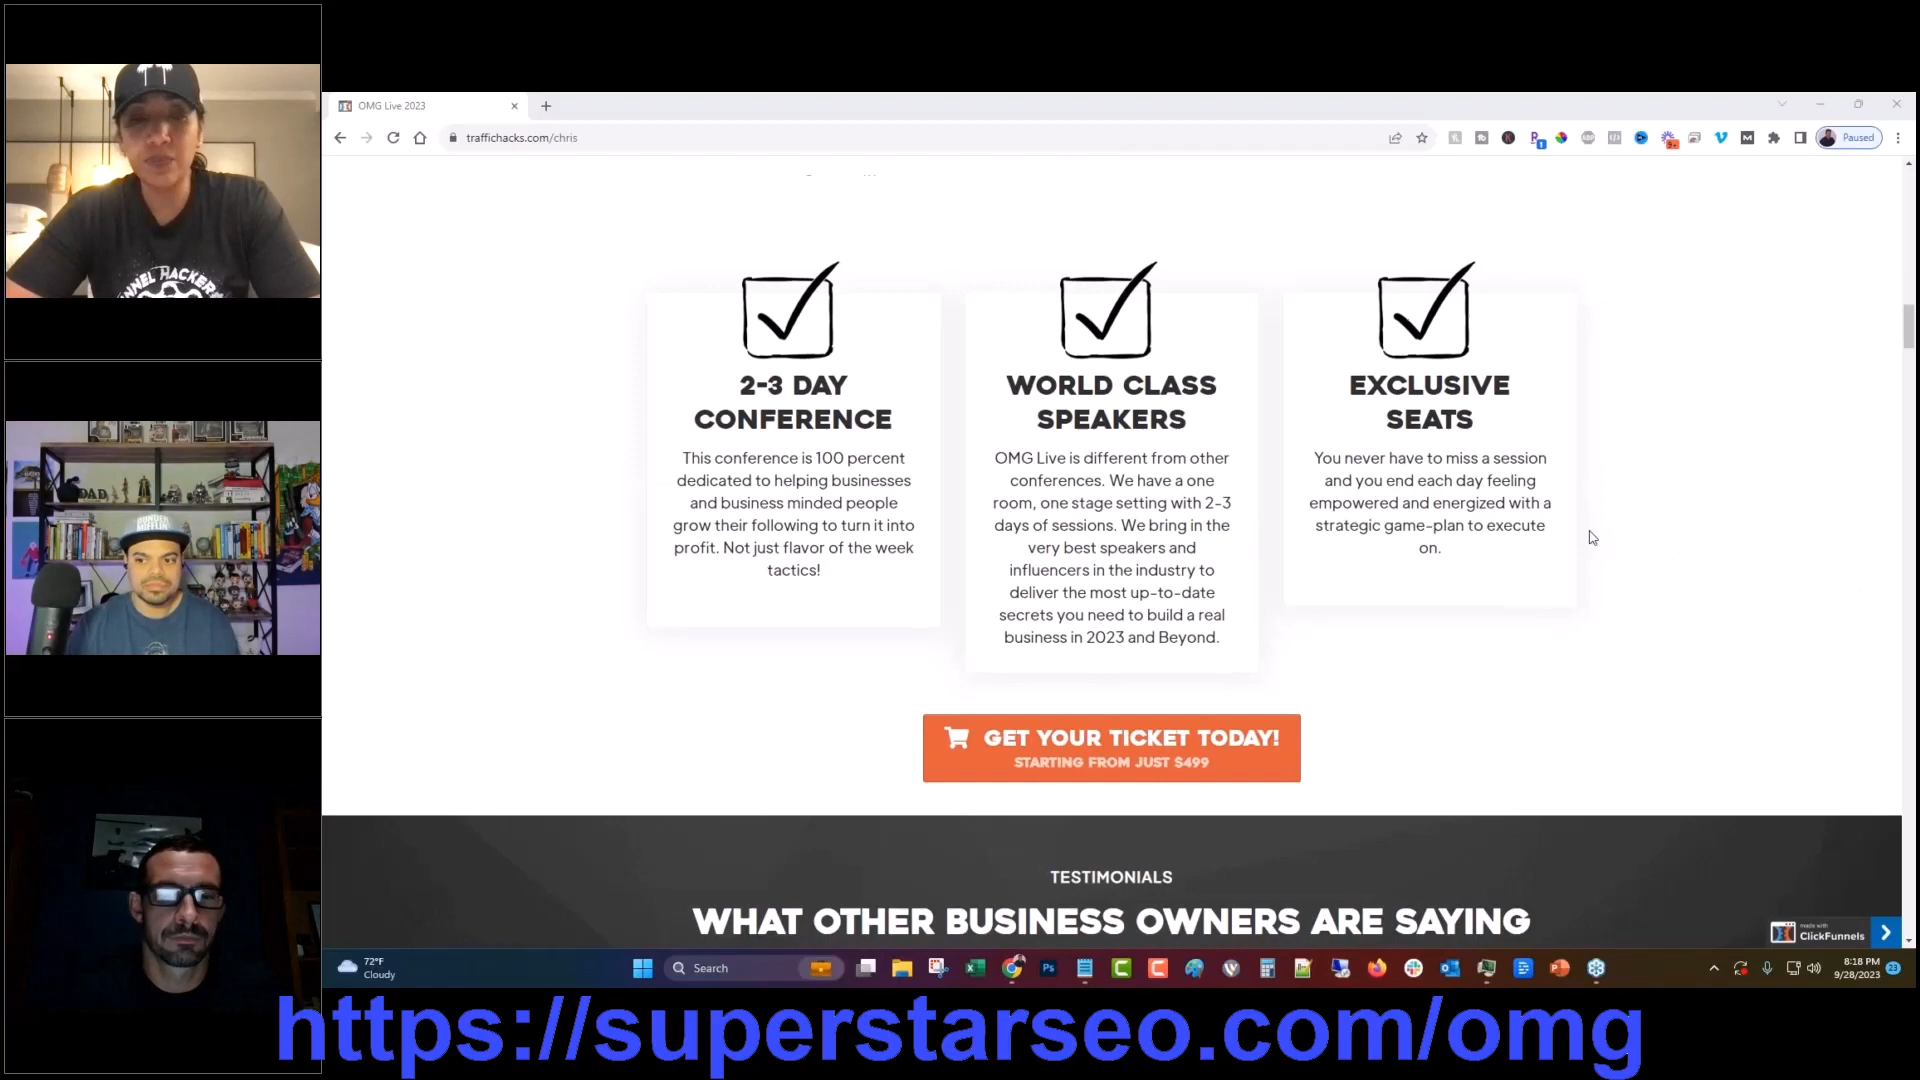 OMG Live 2023
traffichacks.com/chris
Paused
2-3 DAY
CONFERENCE
This conference is 100 percent
dedicated to helping businesses
and business minded people
grow their following to turn it into
profit. Not just flavor of the week
tactics!
WORLD CLASS
SPEAKERS
OMG Live is different from other
conferences. We have a one
room, one stage setting with 2-3
days of sessions. We bring in the
very best speakers and
influencers in the industry to
deliver the most up-to-date
secrets you need to build a real
business in 2023 and Beyond.
EXCLUSIVE
SEATS
You never have to miss a session
and you end each day feeling
empowered and energized with a
strategic game-plan to execute
on.
GET YOUR TICKET TODAY!
STARTING FROM JUST $499
TESTIMONIALS
WHAT OTHER BUSINESS OWNERS ARE SAYING
made with
ClickFunnels
72°F
Cloudy
Search
8:18 PM
9/28/2023
23
DAD
https://superstarseo.com/omg